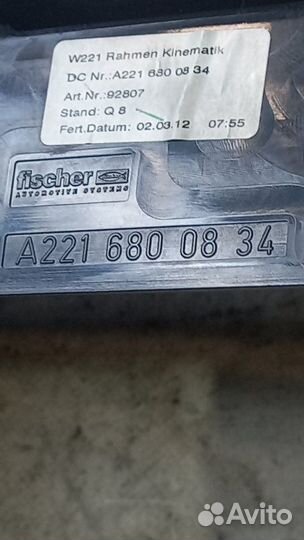 W221 Rahmen Kinematik
DC Nr.:A221 680 08 34
Art.Nr.:92807
Stand: Q 8
Fert.Datum: 02.03.12 07:55
fischer
AUTOMOTIVE SYSTEMS
A221 680 08 34
Avito